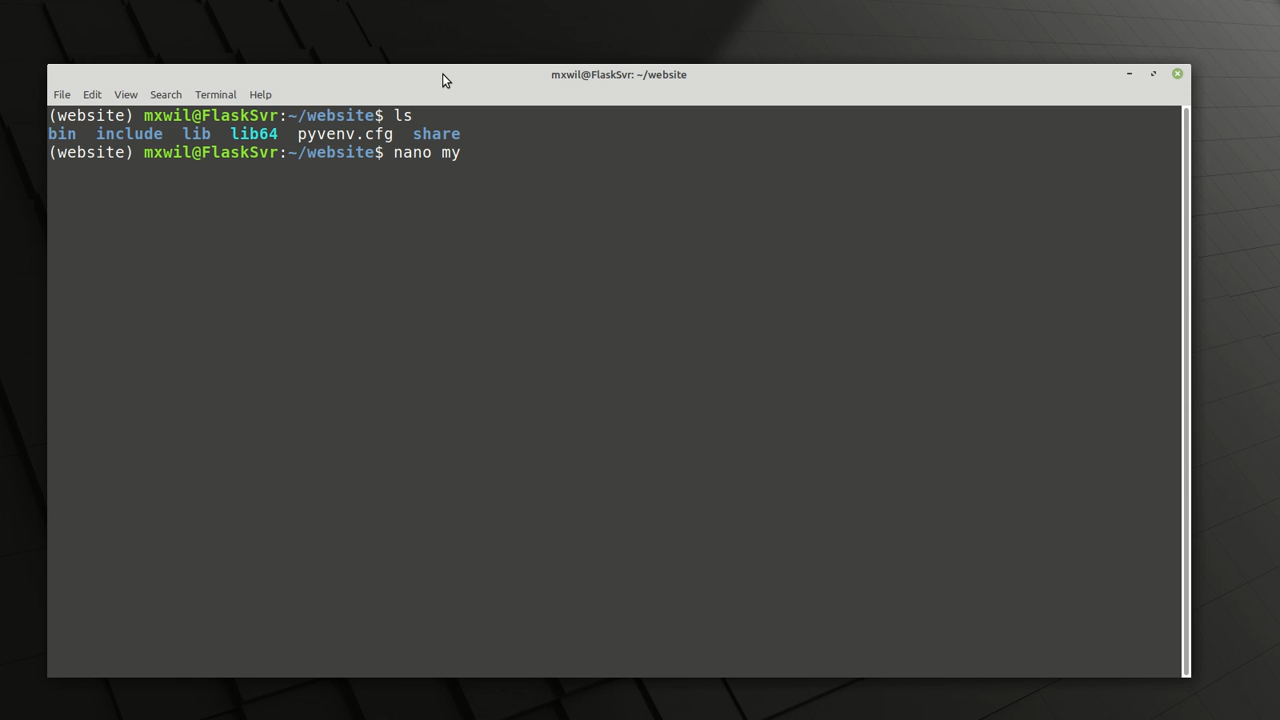 mxwil@FlaskSvr: ~/website
File Edit View Search Terminal Help
(website) mxwil@FlaskSvr:~/website$ ls
bin include lib lib64 pyvenv.cfg share
(website) mxwil@FlaskSvr:~/website$ nano my